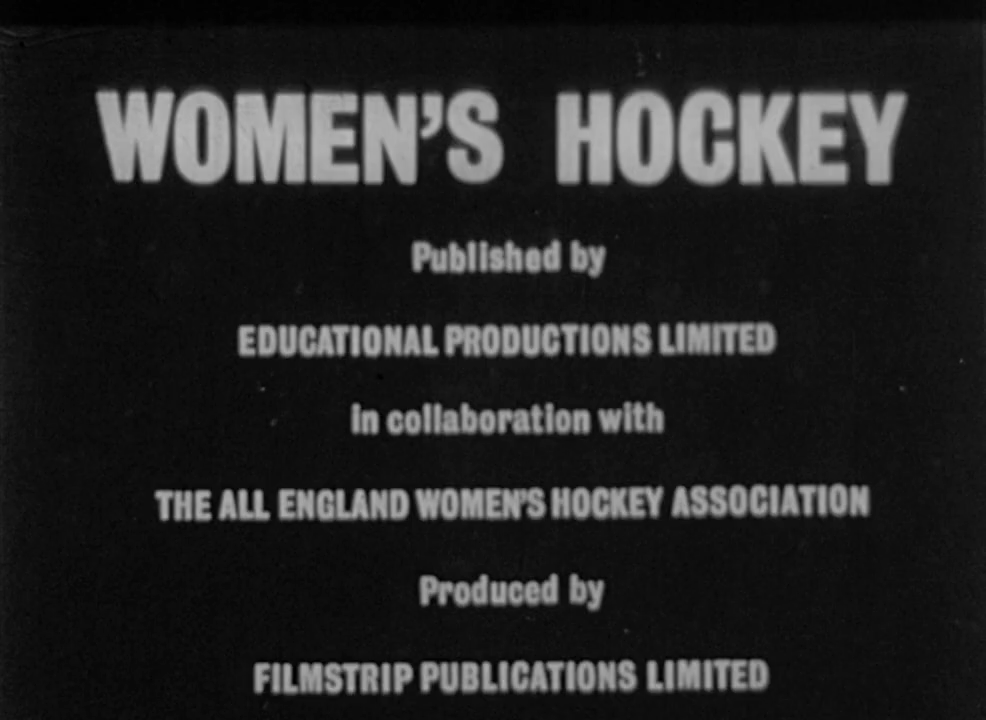 WOMEN'S HOCKEY
Published by
EDUCATIONAL PRODUCTIONS LIMITED
in collaboration with
THE ALL ENGLAND WOMEN'S HOCKEY ASSOCIATION
Produced by
FILMSTRIP PUBLICATIONS LIMITED